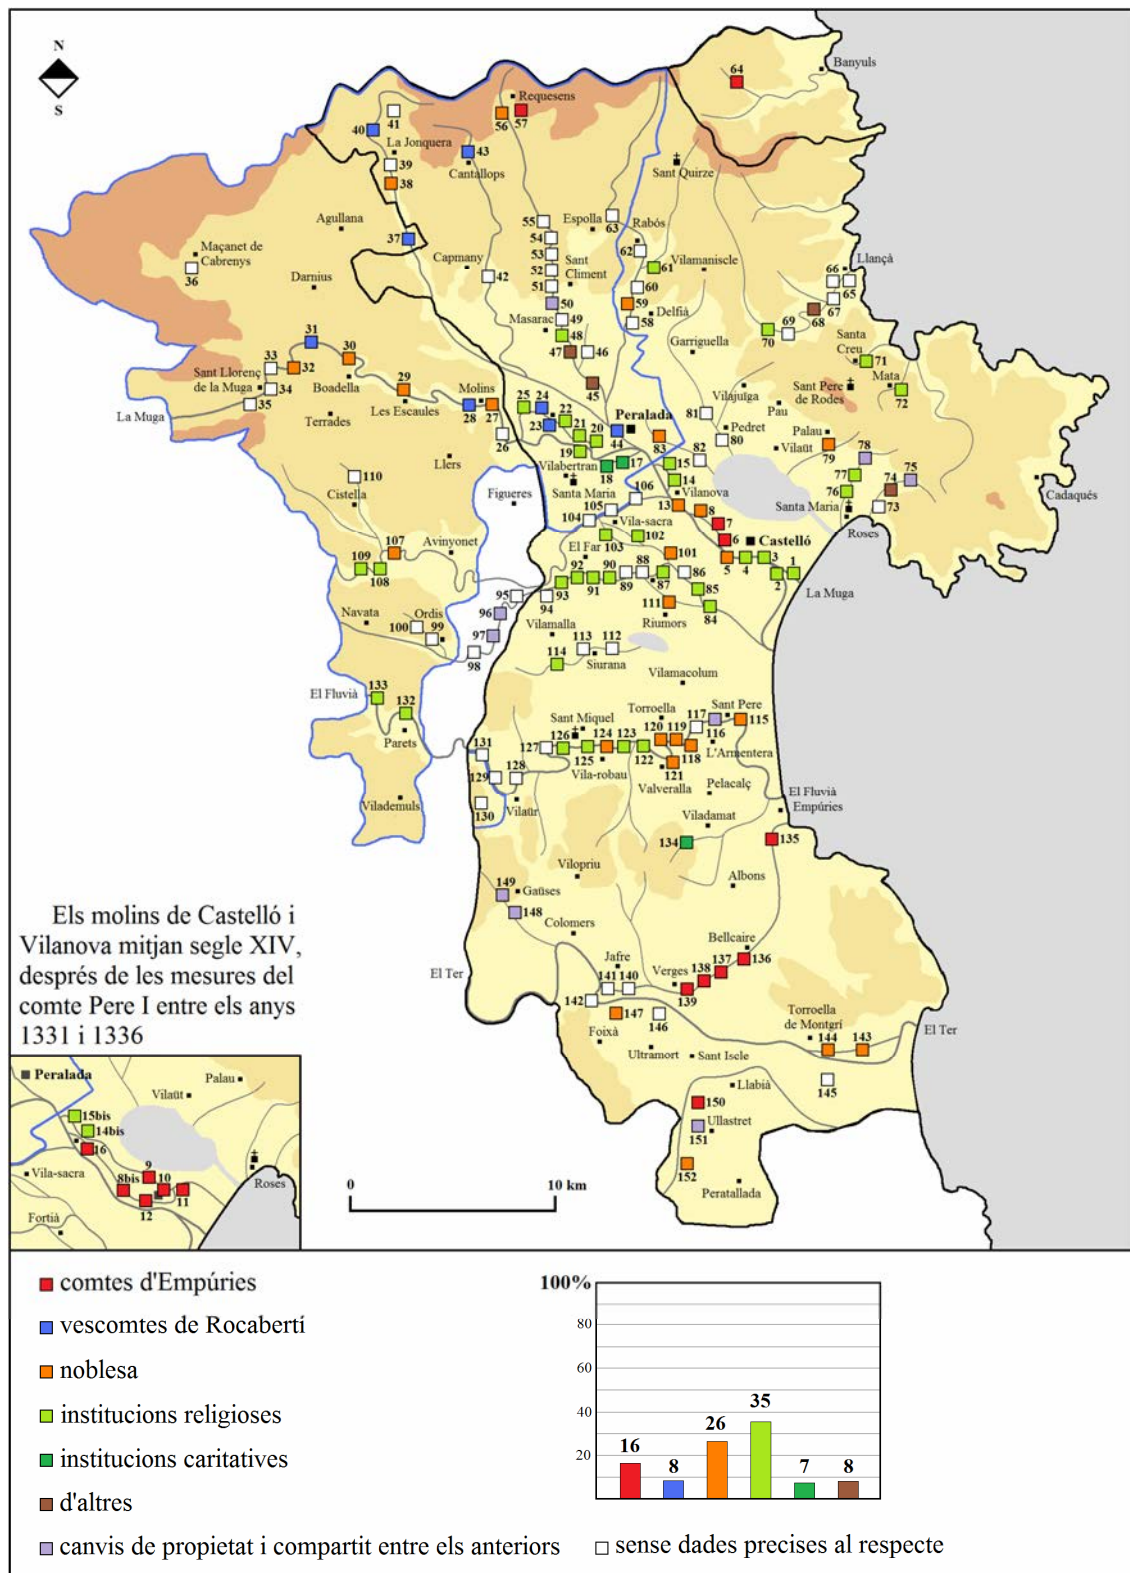 N
S
64
Banyuls
Requesens
56
57
41
40
La Jonquera
43
39
Cantallops
38
Sant Quirze
Agullana
55
Espolla
63
Rabós
37
54
62
Maçanet de
Cabrenys
53
Sant
Climent
61
Vilamaniscle
Llançà
66
65
36
Capmany
42
52
60
Darnius
51
50
59
Delfià
67
68
Masarac
49
58
69
70
31
48
Garriguella
Santa
Creu
71
30
47
46
33
32
Sant Llorenç
de la Muga
Boadella
29
Molins
45
Sant Pere
de Rodes
Mata
72
34
35
Les Escaules
28
27
25
24
22
Peralada
Vilajuïga
Pau
La Muga
Terrades
23
21
20
44
83
81
Pedret
80
Palau
26
19
82
Vilaüt
79
78
Llers
Vilabertran
18
17
15
77
75
110
Santa Maria
14
76
74
Cadaqués
Cistella
Figueres
106
Vilanova
Santa Maria
73
105
13
8
Roses
104
Vila-sacra
7
107
Avinyonet
103
102
6
Castelló
El Far
101
109
108
92
90
88
5
4
3
1
93
91
89
87
86
2
La Muga
95
94
85
96
84
Navata
Ordis
111
Riumors
100
99
97
Vilamalla
113
112
98
114
Siurana
El Fluvià
133
Vilamacolum
132
Torroella
117
Sant Pere
115
Parets
Sant Miquel
120
119
116
126
124
123
L'Armentera
131
127
125
122
118
Vila-robau
121
Valveralla
129
128
Pelacalç
El Fluvià
Empúries
Vilademuls
130
Vilaür
Viladamat
134
135
Vilopriu
Albons
149
Gaüses
148
Colomers
Bellcaire
Els molins de Castelló i
Vilanova mitjan segle XIV,
després de les mesures del
comte Pere I entre els anys
1331 i 1336
Jafre
137
136
El Ter
Verges
138
141
140
139
142
147
146
Torroella
de Montgrí
El Ter
Foixà
Ultramort
144
143
Sant Iscle
145
Llabià
150
Ullastret
151
152
Peratallada
0
10 km
Peralada
Palau
Vilaüt
15bis
14bis
16
Vila-sacra
9
8bis
10
Roses
11
12
Fortià
comtes d'Empúries
vescomtes de Rocabertí
noblesa
institucions religioses
institucions caritatives
d'altres
canvis de propietat i compartit entre els anteriors
sense dades precises al respecte
100%
80
60
40
20
16
8
26
35
7
8